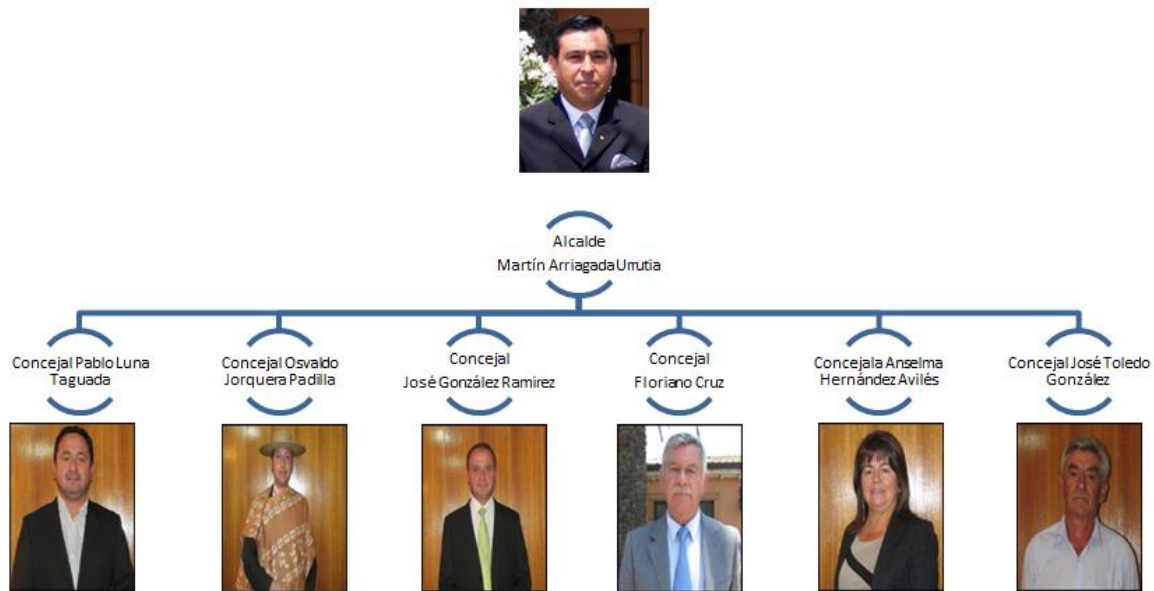 Alcalde
Martín Arriagada Urrutia
Concejal Pablo Luna
Taguada
Concejal Osvaldo
Jorquera Padilla
Concejal
José González Ramirez
Concejal
Floriano Cruz
Concejala Anselma
Hernández Avilés
Concejal José Toledo
González